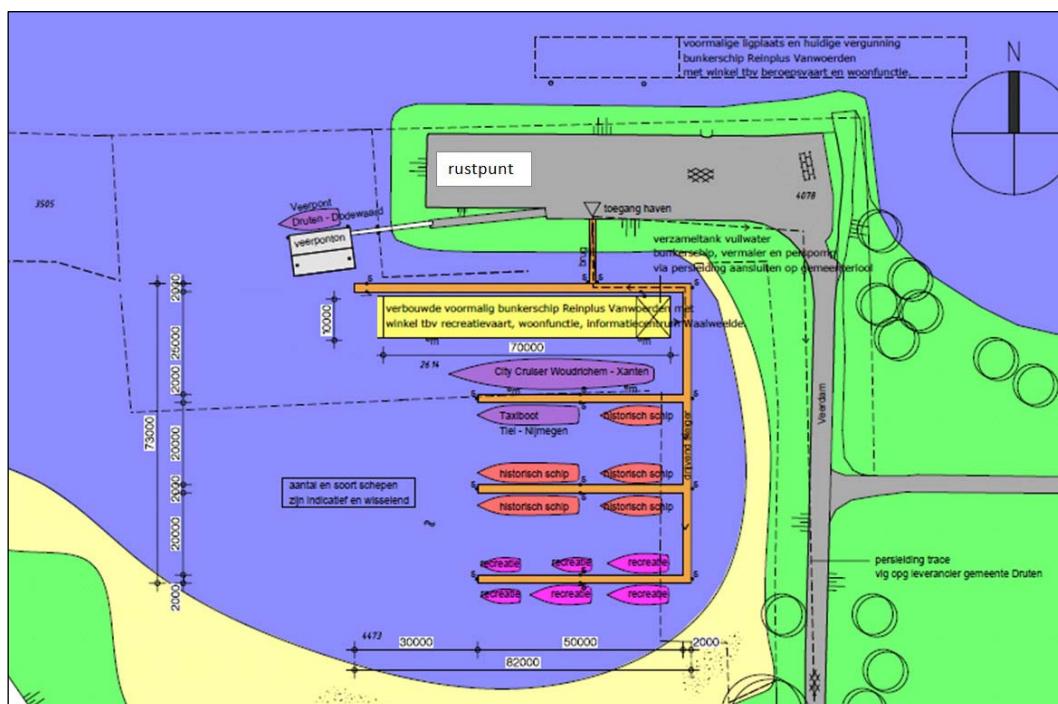 voormalige ligplaats en huidige vergunning
bunkerschip Reinplus Vanwoerden
met winkel tbv beroepsvaart en woonfunctie.
N
rustpunt
3505
4078
Veerpont
Druten - Dodewaard
veerponton
toegang haven
brug
verzameltank vuilwater
bunkerschip, vermaler en perspomp
via persleiding aansluiten op gemeenteriool
verbouwde voormalig bunkerschip Reinplus VanWoerden met
winkel tbv recreatievaart, woonfunctie, informatiecentrum Waalweelde.
2000
10000
25000
70000
2614
City Cruiser Woudrichem - Xanten
2000
Taxiboot
Tiel - Nijmegen
historisch schip
drijvend steiger
Veerdam
73000
20000
historisch schip
historisch schip
aantal en soort schepen
zijn indicatief en wisselend
2000
historisch schip
historisch schip
20000
recreatie
recreatie
recreatie
persleiding trace
vlg opg leverancier gemeente Druten
2000
recreatie
recreatie
recreatie
4473
30000
50000
2000
82000